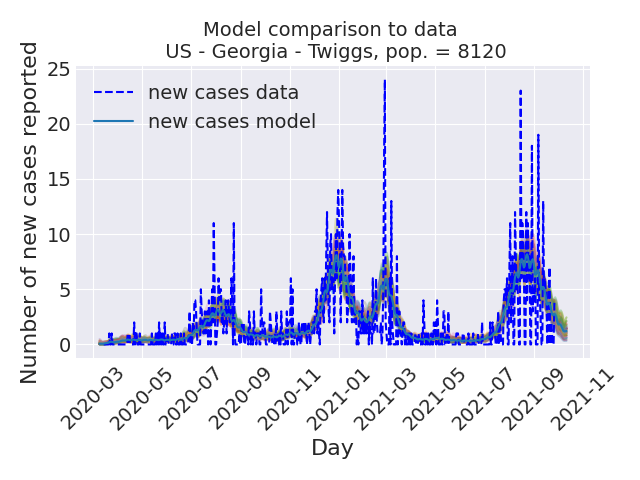 Model comparison to data
US - Georgia - Twiggs, pop. = 8120
Number of new cases reported
25
20
15
10
5
0
new cases data
new cases model
2020-03
2020-05
2020-07
2020-09
2020-11
2021-01
2021-03
2021-05
2021-07
2021-09
2021-11
Day